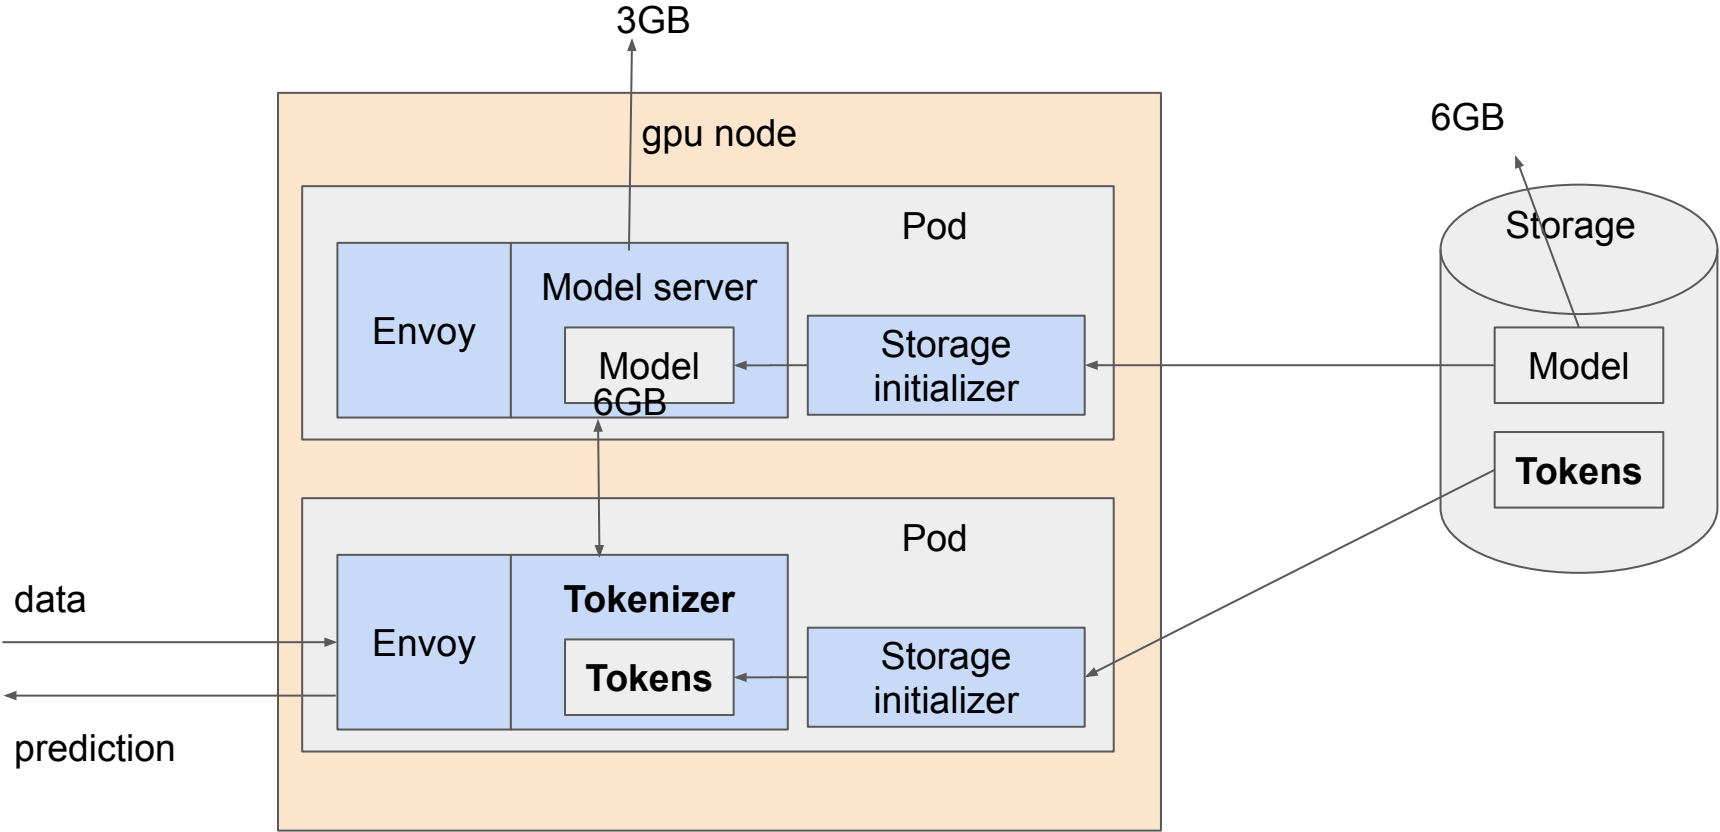 3GB
gpu node
6GB
Pod
Storage
Model server
Envoy
Storage
initializer
Model
6GB
Model
Tokens
Pod
data
Tokenizer
Envoy
Storage
initializer
Tokens
prediction